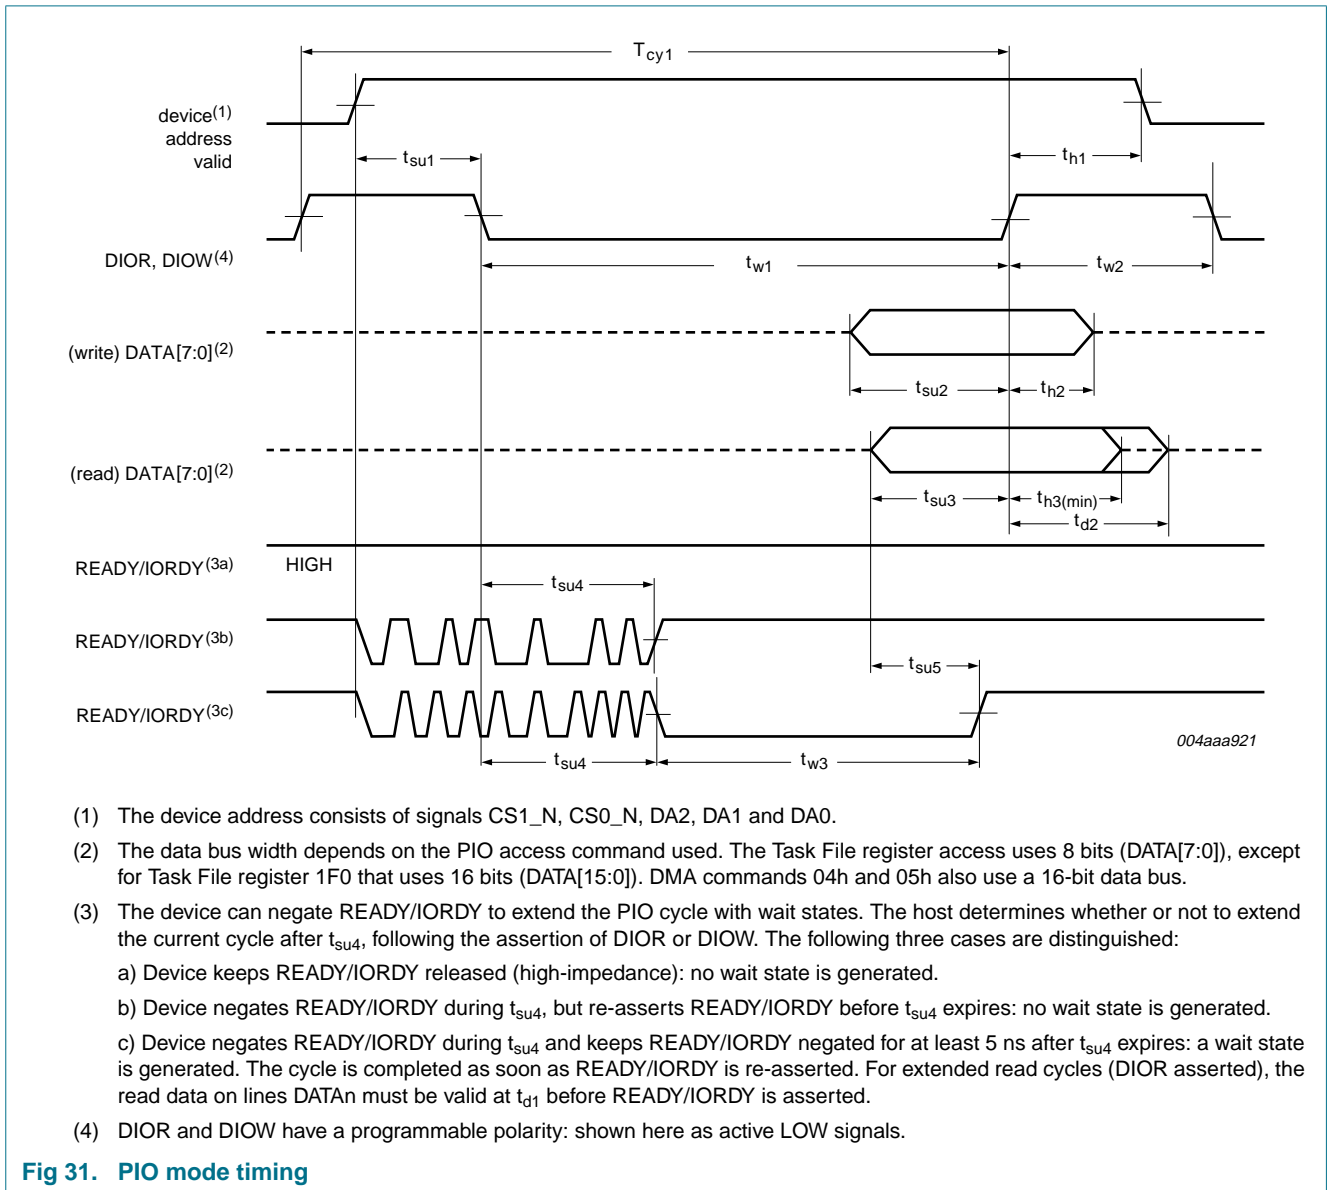 Tcy1
device(1)
address
valid
tsu1
th1
DIOR, DIOW(4)
tw1
tw2
(write) DATA[7:0](2)
tsu2
th2
(read) DATA[7:0](2)
tsu3
th3(min)
td2
READY/IORDY(3a)
HIGH
tsu4
READY/IORDY(3b)
tsu5
READY/IORDY(3c)
004aaa921
tsu4
tw3
(1) The device address consists of signals CS1_N, CS0_N, DA2, DA1 and DA0.
(2) The data bus width depends on the PIO access command used. The Task File register access uses 8 bits (DATA[7:0]), except
for Task File register 1F0 that uses 16 bits (DATA[15:0]). DMA commands 04h and 05h also use a 16-bit data bus.
(3) The device can negate READY/IORDY to extend the PIO cycle with wait states. The host determines whether or not to extend
the current cycle after tsu4, following the assertion of DIOR or DIOW. The following three cases are distinguished:
a) Device keeps READY/IORDY released (high-impedance): no wait state is generated.
b) Device negates READY/IORDY during tsu4, but re-asserts READY/IORDY before tsu4 expires: no wait state is generated.
c) Device negates READY/IORDY during tsu4 and keeps READY/IORDY negated for at least 5 ns after tsu4 expires: a wait state
is generated. The cycle is completed as soon as READY/IORDY is re-asserted. For extended read cycles (DIOR asserted), the
read data on lines DATAn must be valid at td1 before READY/IORDY is asserted.
(4) DIOR and DIOW have a programmable polarity: shown here as active LOW signals.
Fig 31. PIO mode timing